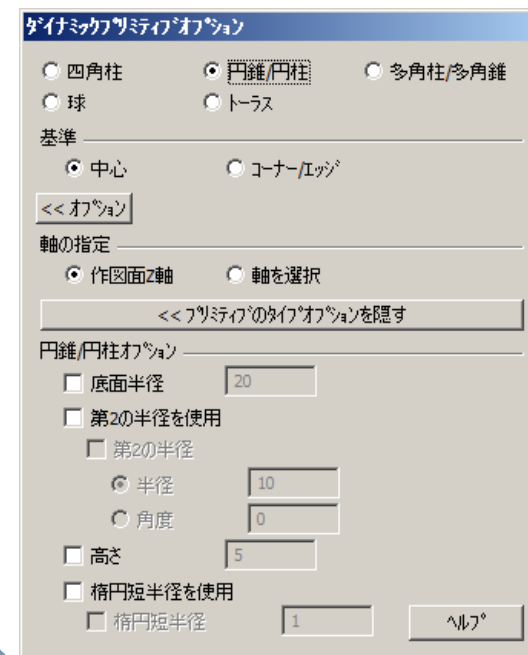 ﾀﾞｲﾅﾐｯｸﾌﾟﾘﾐﾃｨﾌﾞｵﾌﾟｼｮﾝ
四角柱 円錐/円柱 多角柱/多角錐
球 ﾄｰﾗｽ
基準
中心 ｺｰﾅｰ/ｴｯｼﾞ
<< ｵﾌﾟｼｮﾝ
軸の指定
作図面Z軸 軸を選択
<< ﾌﾟﾘﾐﾃｨﾌﾞのﾀｲﾌﾟｵﾌﾟｼｮﾝを隠す
円錐/円柱ｵﾌﾟｼｮﾝ
底面半径 20
第2の半径を使用
第2の半径
半径 10
角度 0
高さ 5
楕円短半径を使用
楕円短半径 1 ﾍﾙﾌﾟ